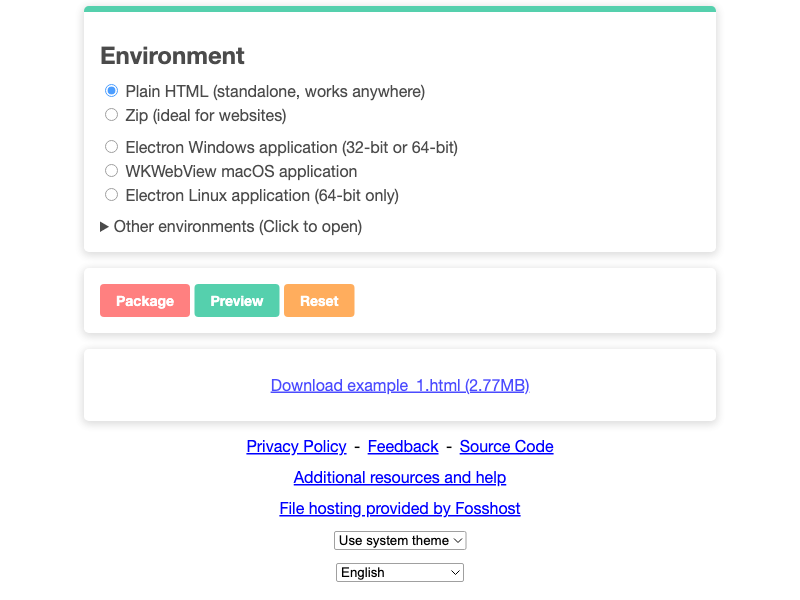 Environment
Plain HTML (standalone, works anywhere)
Zip (ideal for websites)
Electron Windows application (32-bit or 64-bit)
WKWebView macOS application
Electron Linux application (64-bit only)
Other environments (Click to open)
Package Preview Reset
Download example_1.html (2.77MB)
Privacy Policy - Feedback - Source Code
Additional resources and help
File hosting provided by Fosshost
Use system theme
English